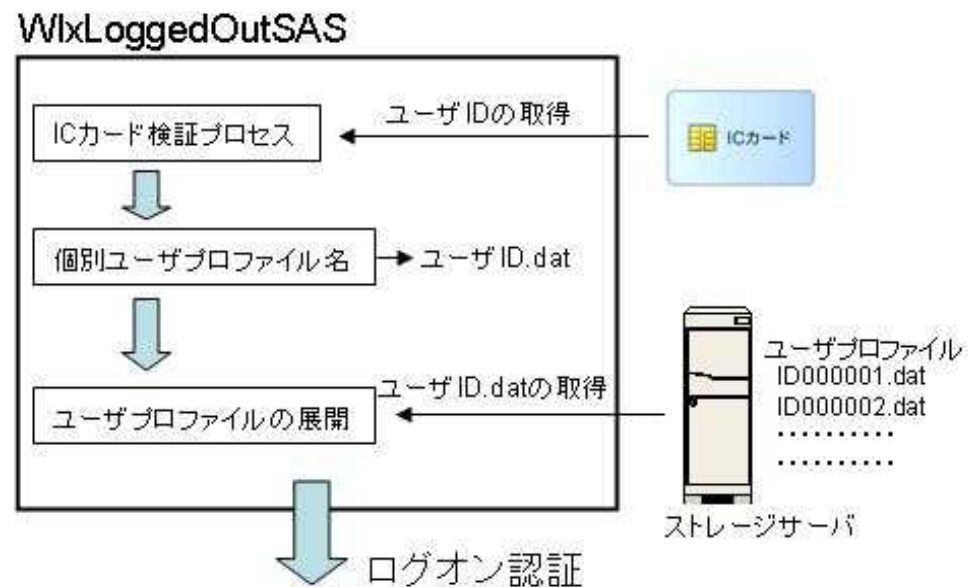 WlxLoggedOutSAS
ICカード検証プロセス
ユーザIDの取得
ICカード
個別ユーザプロファイル名
ユーザID.dat
ユーザプロファイル
ID000001.dat
ID000002.dat
・・・・・・・・・・
・・・・・・・・・・
ユーザID.datの取得
ユーザプロファイルの展開
ストレージサーバ
ログオン認証